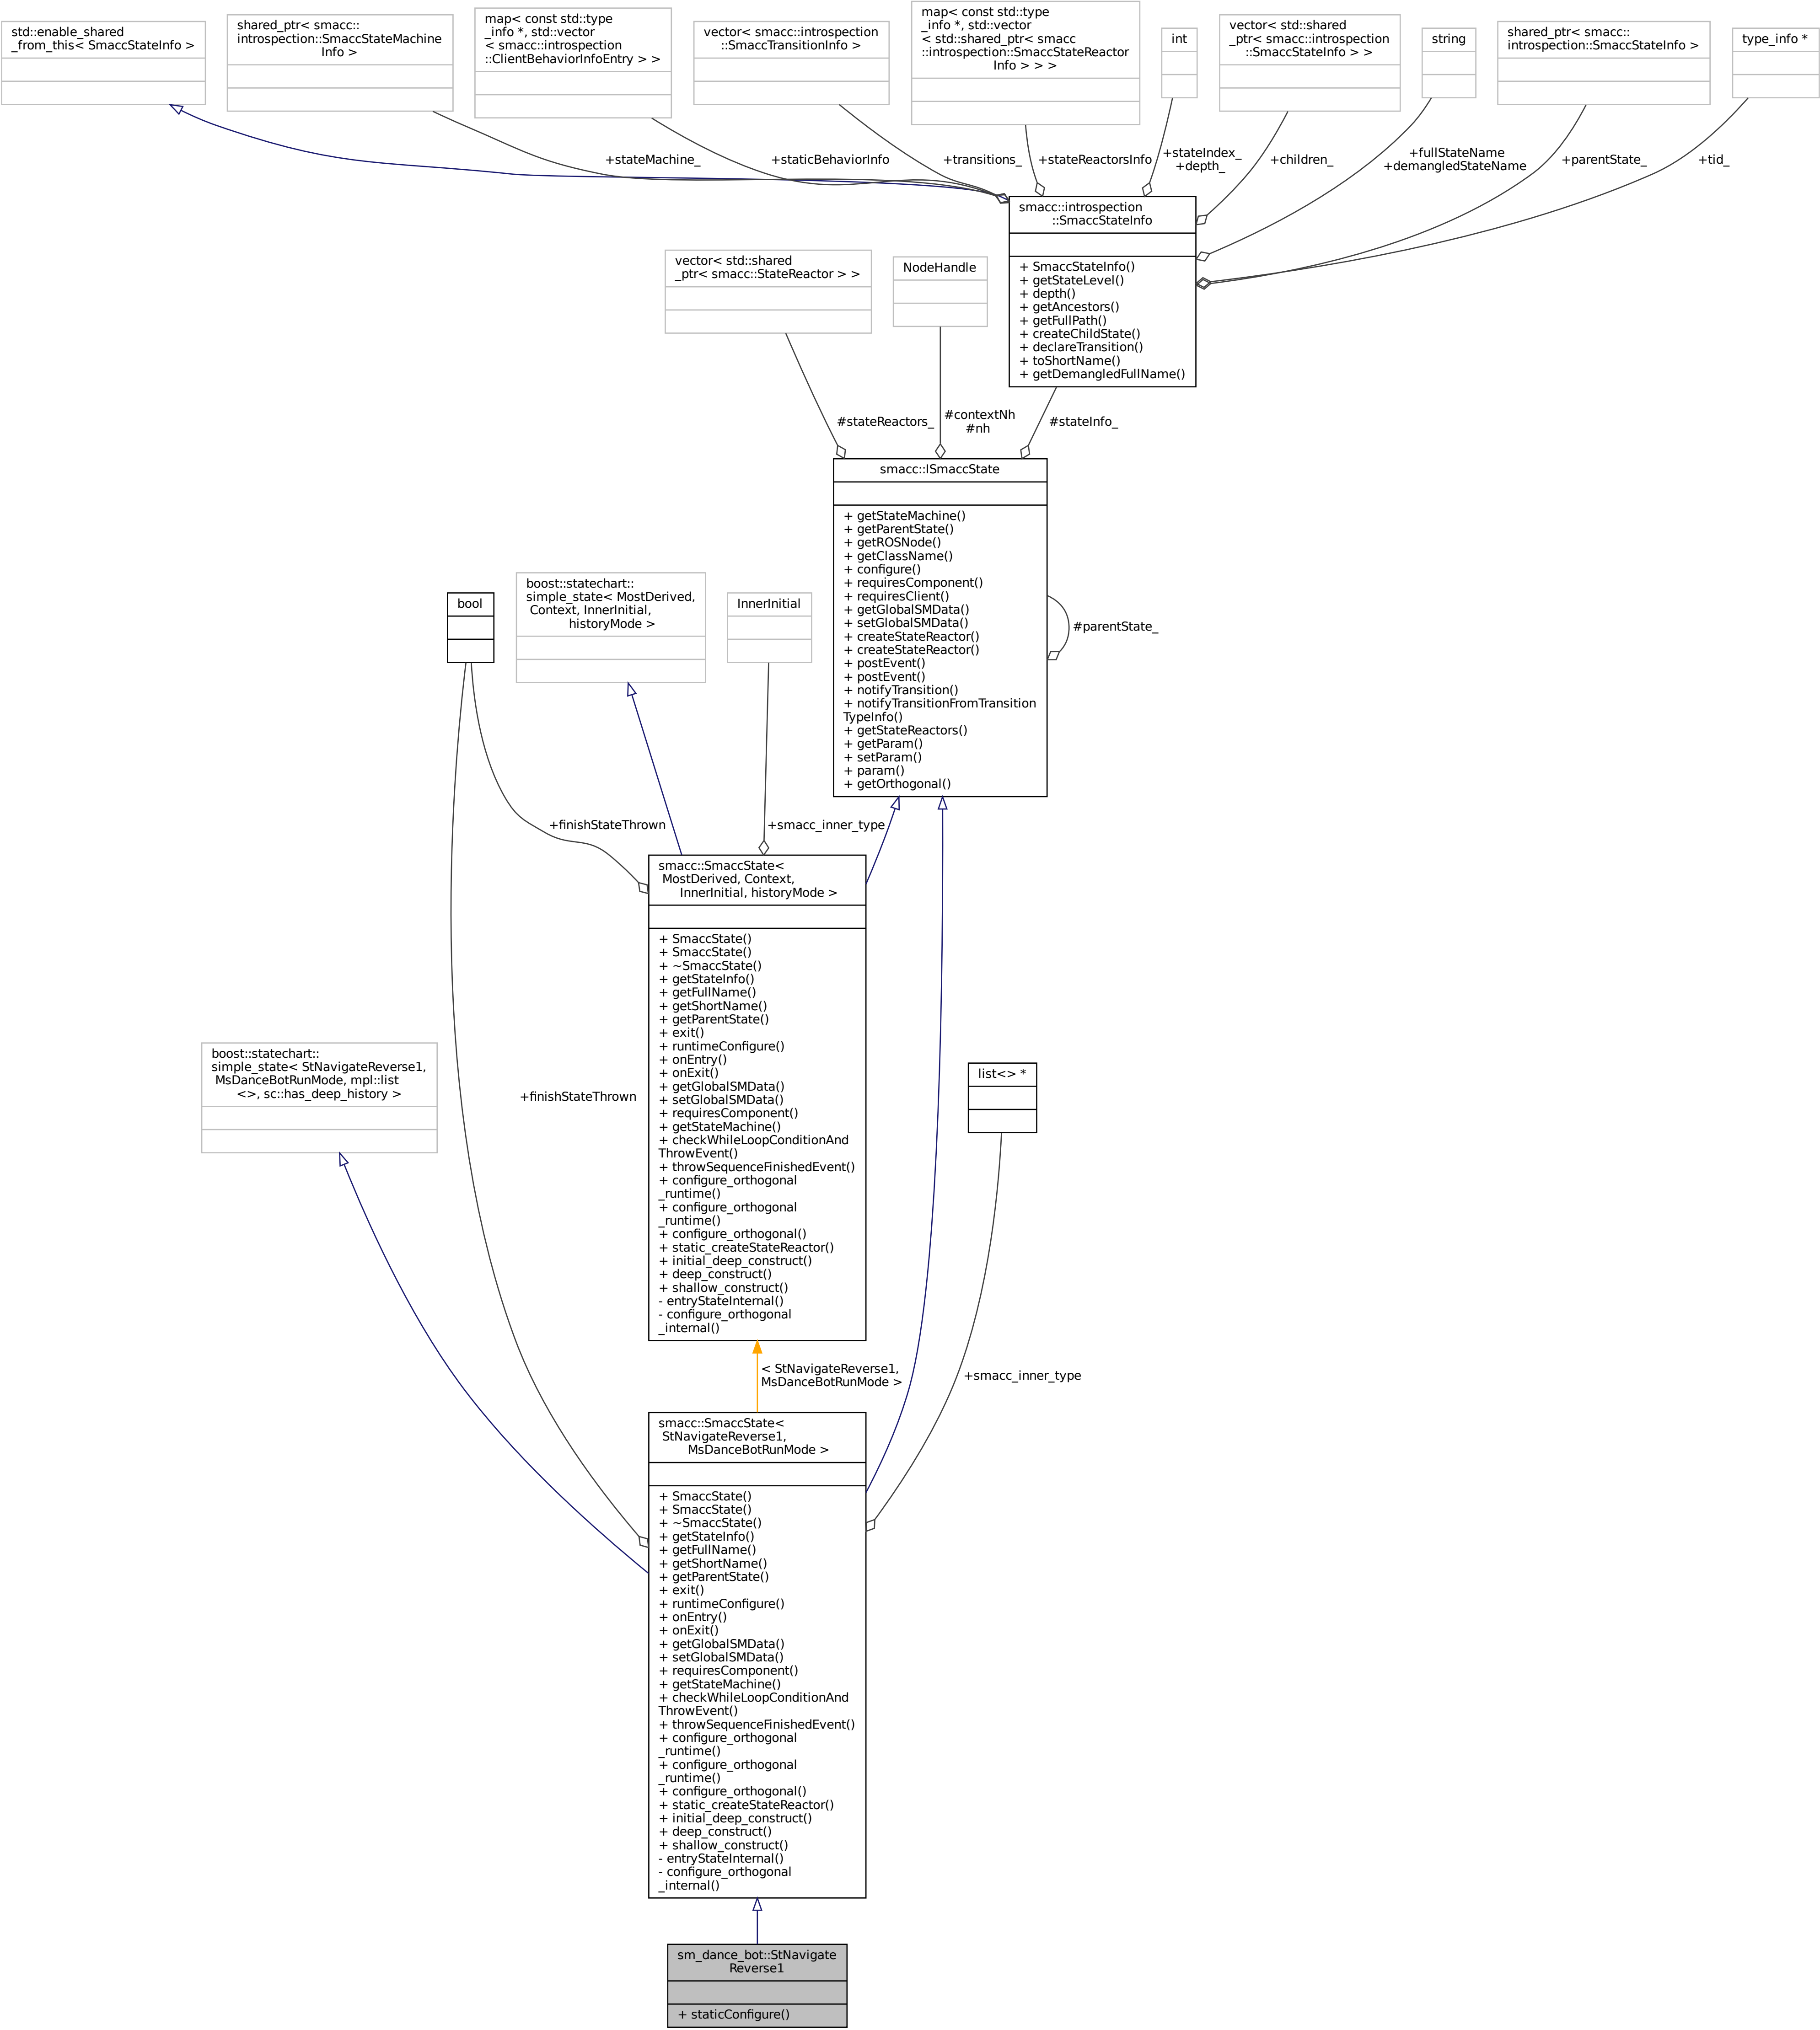 std::enable_shared
_from_this< SmaccStateInfo >
shared_ptr< smacc::
introspection::SmaccStateMachine
Info >
map< const std::type
_info *, std::vector
< smacc::introspection
::ClientBehaviorInfoEntry > >
vector< smacc::introspection
::SmaccTransitionInfo >
map< const std::type
_info *, std::vector
< std::shared_ptr< smacc
::introspection::SmaccStateReactor
Info > > >
int
vector< std::shared
_ptr< smacc::introspection
::SmaccStateInfo > >
string
shared_ptr< smacc::
introspection::SmaccStateInfo >
type_info *
+stateMachine_
+staticBehaviorInfo
+transitions_
+stateReactorsInfo
+stateIndex_
+depth_
+children_
+fullStateName
+demangledStateName
+parentState_
+tid_
smacc::introspection
::SmaccStateInfo
+ SmaccStateInfo()
+ getStateLevel()
+ depth()
+ getAncestors()
+ getFullPath()
+ createChildState()
+ declareTransition()
+ toShortName()
+ getDemangledFullName()
vector< std::shared
_ptr< smacc::StateReactor > >
NodeHandle
#stateReactors_
#contextNh
#nh
#stateInfo_
smacc::ISmaccState
+ getStateMachine()
+ getParentState()
+ getROSNode()
+ getClassName()
+ configure()
+ requiresComponent()
+ requiresClient()
+ getGlobalSMData()
+ setGlobalSMData()
+ createStateReactor()
+ createStateReactor()
+ postEvent()
+ postEvent()
+ notifyTransition()
+ notifyTransitionFromTransition
TypeInfo()
+ getStateReactors()
+ getParam()
+ setParam()
+ param()
+ getOrthogonal()
#parentState_
bool
boost::statechart::
simple_state< MostDerived,
Context, InnerInitial,
historyMode >
InnerInitial
+finishStateThrown
+smacc_inner_type
smacc::SmaccState<
MostDerived, Context,
InnerInitial, historyMode >
+ SmaccState()
+ SmaccState()
+ ~SmaccState()
+ getStateInfo()
+ getFullName()
+ getShortName()
+ getParentState()
+ exit()
+ runtimeConfigure()
+ onEntry()
+ onExit()
+ getGlobalSMData()
+ setGlobalSMData()
+ requiresComponent()
+ getStateMachine()
+ checkWhileLoopConditionAnd
ThrowEvent()
+ throwSequenceFinishedEvent()
+ configure_orthogonal
_runtime()
+ configure_orthogonal
_runtime()
+ configure_orthogonal()
+ static_createStateReactor()
+ initial_deep_construct()
+ deep_construct()
+ shallow_construct()
- entryStateInternal()
- configure_orthogonal
_internal()
boost::statechart::
simple_state< StNavigateReverse1,
MsDanceBotRunMode, mpl::list
<>, sc::has_deep_history >
+finishStateThrown
list<> *
< StNavigateReverse1,
MsDanceBotRunMode >
+smacc_inner_type
smacc::SmaccState<
StNavigateReverse1,
MsDanceBotRunMode >
+ SmaccState()
+ SmaccState()
+ ~SmaccState()
+ getStateInfo()
+ getFullName()
+ getShortName()
+ getParentState()
+ exit()
+ runtimeConfigure()
+ onEntry()
+ onExit()
+ getGlobalSMData()
+ setGlobalSMData()
+ requiresComponent()
+ getStateMachine()
+ checkWhileLoopConditionAnd
ThrowEvent()
+ throwSequenceFinishedEvent()
+ configure_orthogonal
_runtime()
+ configure_orthogonal
_runtime()
+ configure_orthogonal()
+ static_createStateReactor()
+ initial_deep_construct()
+ deep_construct()
+ shallow_construct()
- entryStateInternal()
- configure_orthogonal
_internal()
sm_dance_bot::StNavigate
Reverse1
+ staticConfigure()